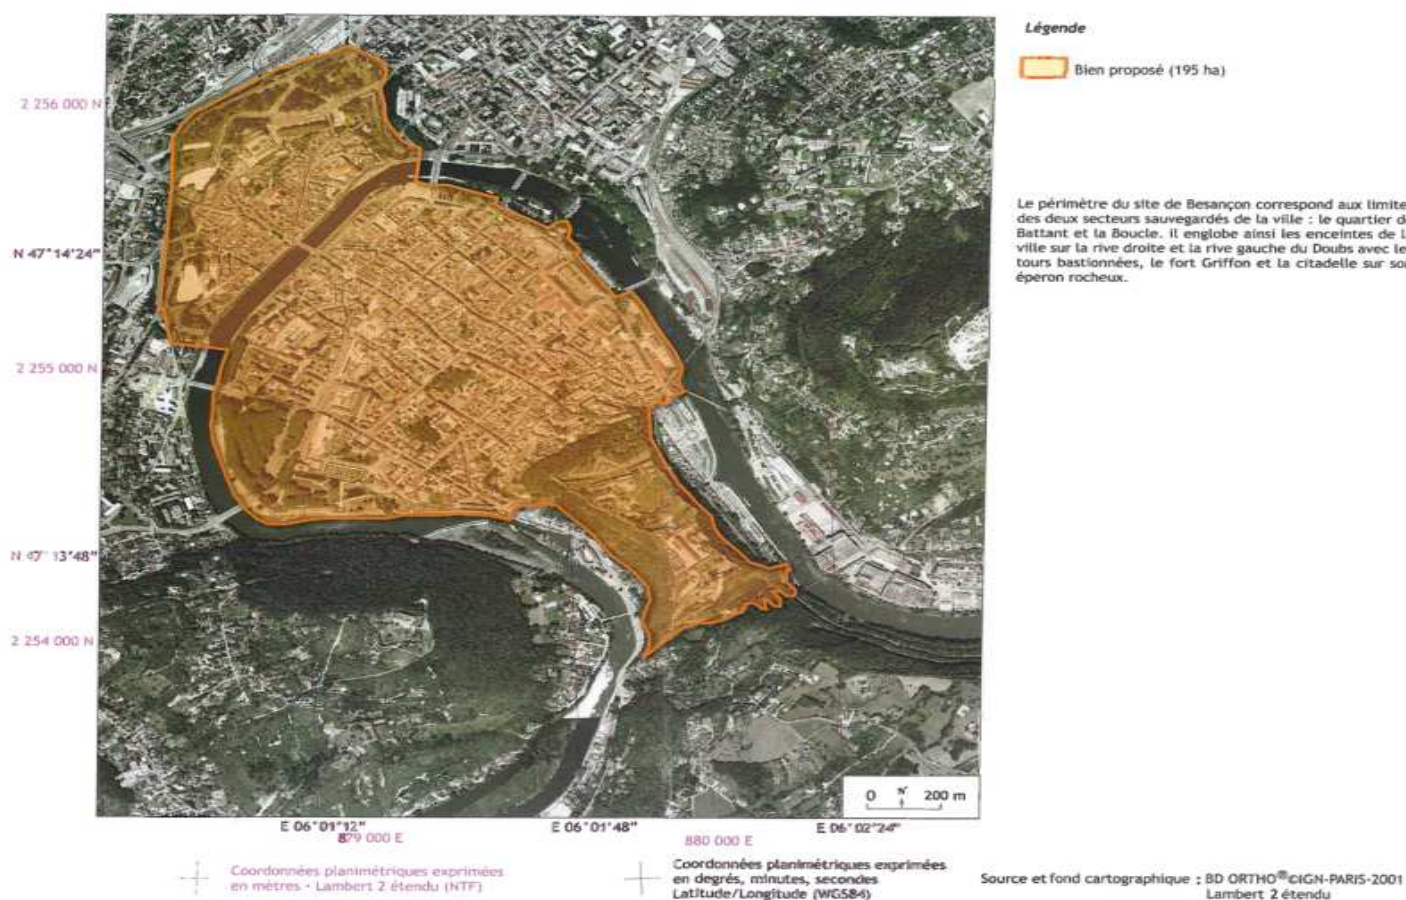 Légende
Bien proposé (195 ha)
2 256 000 N
Le périmètre du site de Besançon correspond aux limite
des deux secteurs sauvegardés de la ville : le quartier d
Battant et la Boucle. il englobe ainsi les enceintes de l
ville sur la rive droite et la rive gauche du Doubs avec le
tours bastionnées, le fort Griffon et la citadelle sur so
éperon rocheux.
N 47°14'24"
2 255 000 N
N 47°13'48"
2 254 000 N
0 N 200 m
E 06°01'12" E 06°01'48" E 06°02'24"
879 000 E 880 000 E
Coordonnées planimétriques exprimées
en mètres - Lambert 2 étendu (NTF)
Coordonnées planimétriques exprimées
en degrés, minutes, secondes
Latitude/Longitude (WGS84)
Source et fond cartographique : BD ORTHO®©IGN-PARIS-2001
Lambert 2 étendu